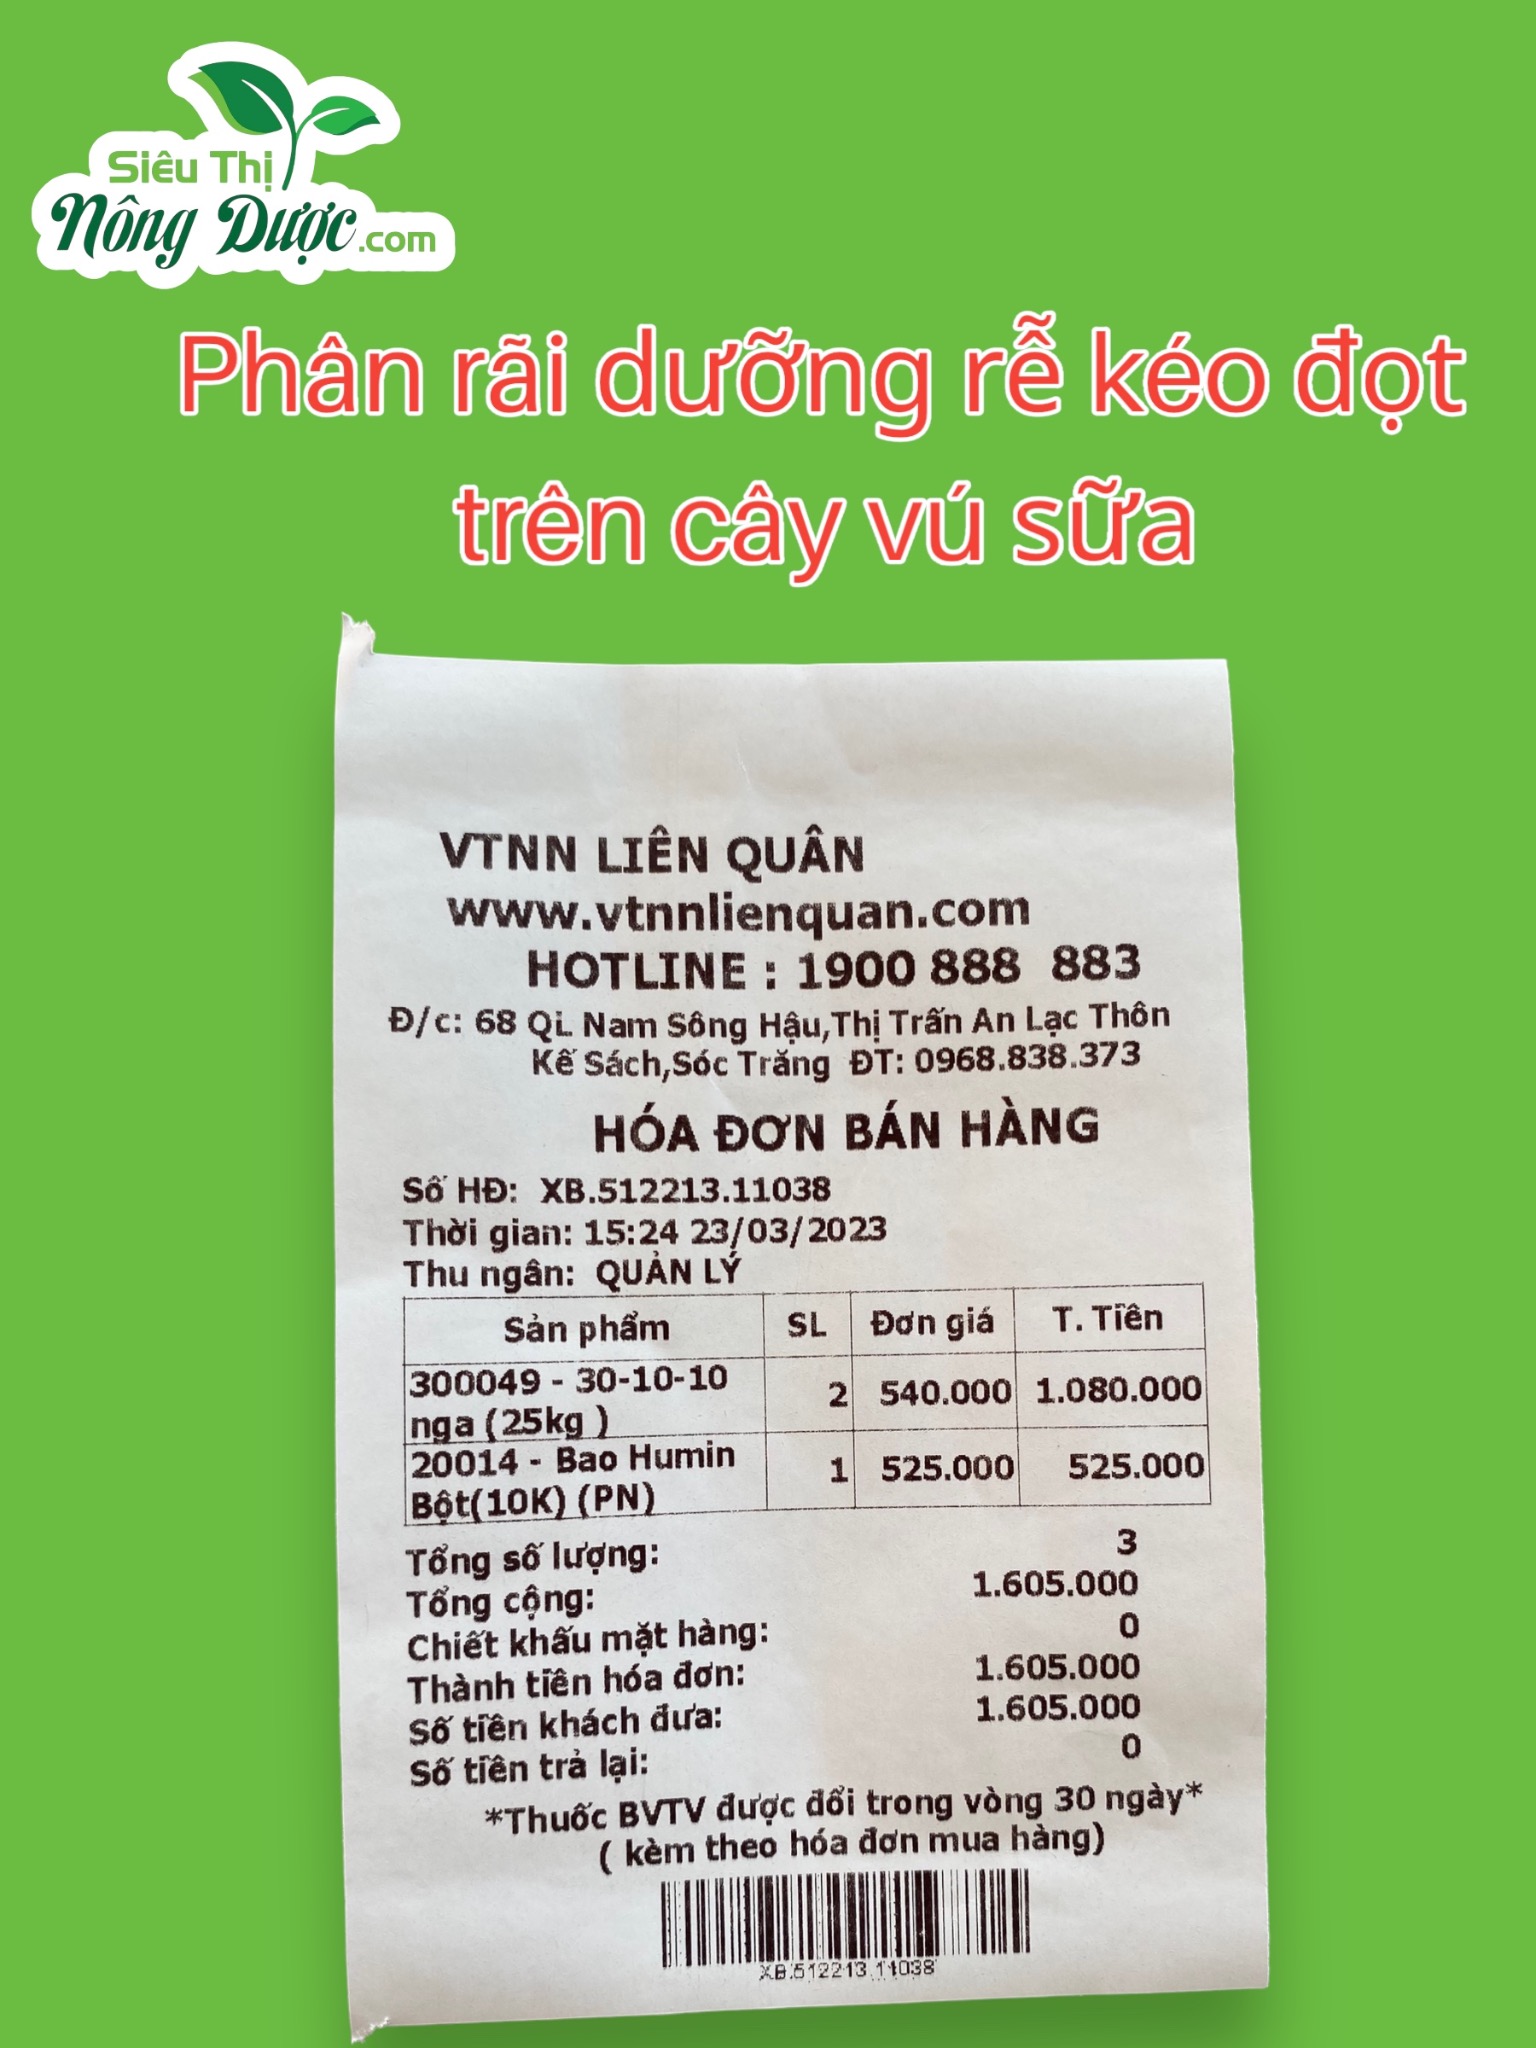 Siêu Thị
Nông Dược.com
Phân rãi dưỡng rễ kéo đọt
trên cây vú sữa
VTNN LIÊN QUÂN
www.vtnnlienquan.com
HOTLINE : 1900 888 883
Đ/c: 68 QL Nam Sông Hậu,Thị Trấn An Lạc Thôn
Kế Sách,Sóc Trăng ĐT: 0968.838.373
HÓA ĐƠN BÁN HÀNG
Số HĐ: XB.512213.11038
Thời gian: 15:24 23/03/2023
Thu ngân: QUẢN LÝ
Sản phẩm SL Đơn giá T. Tiền
300049 - 30-10-10 2 540.000 1.080.000
nga (25kg )
20014 - Bao Humin 1 525.000 525.000
Bột(10K) (PN)
Tổng số lượng: 3
Tổng cộng: 1.605.000
Chiết khấu mặt hàng: 0
Thành tiền hóa đơn: 1.605.000
Số tiền khách đưa: 1.605.000
Số tiền trả lại: 0
*Thuốc BVTV được đổi trong vòng 30 ngày*
( kèm theo hóa đơn mua hàng)
XB.512213.11038